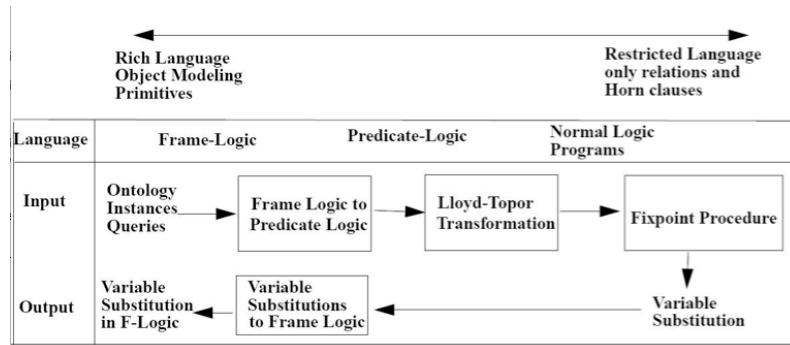 Rich Language
Object Modeling
Primitives
Restricted Language
only relations and
Horn clauses
Language
Frame-Logic
Predicate-Logic
Normal Logic
Programs
Input
Ontology
Instances
Queries
Frame Logic to
Predicate Logic
Lloyd-Topor
Transformation
Fixpoint Procedure
Output
Variable
Substitution
in F-Logic
Variable
Substitutions
to Frame Logic
Variable
Substitution